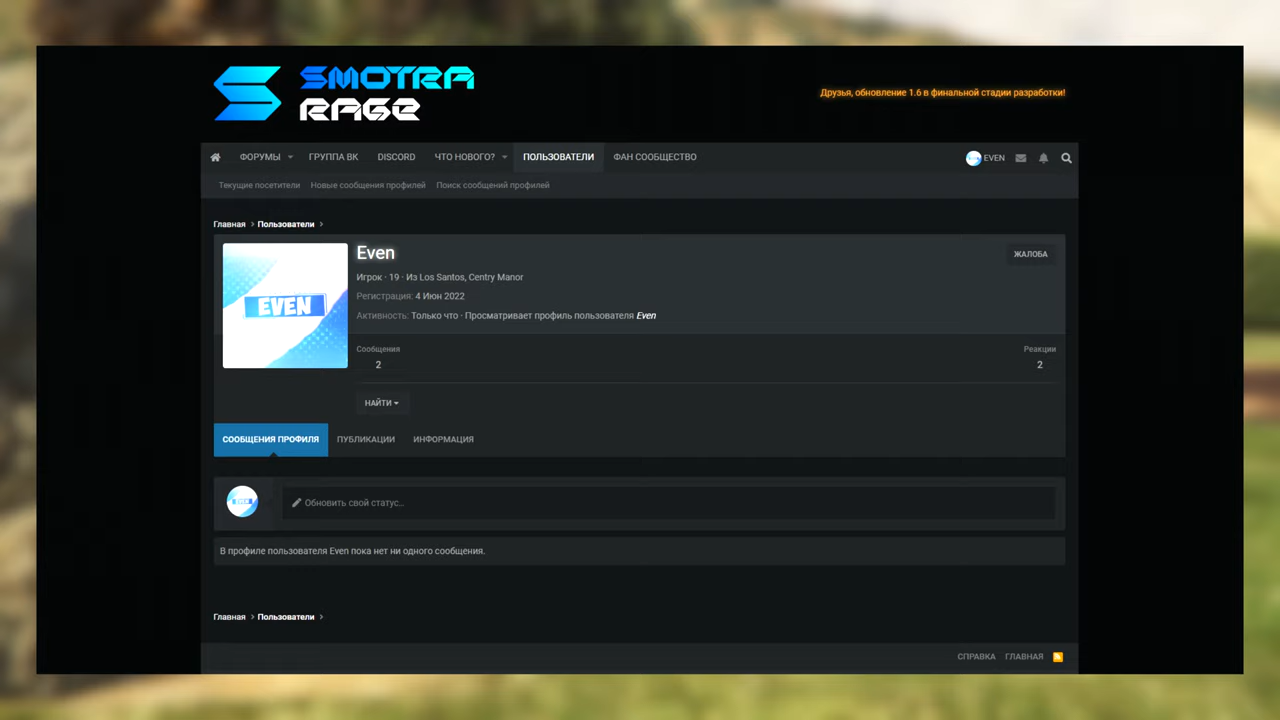 SMOTRA
RAGE
Друзья, обновление 1.6 в финальной стадии разработки!
ФОРУМЫ ГРУППА ВК DISCORD ЧТО НОВОГО? ПОЛЬЗОВАТЕЛИ ФАН СООБЩЕСТВО EVEN
Текущие посетители Новые сообщения профилей Поиск сообщений профилей
Главная Пользователи
EVEN
Even
ЖАЛОБА
Игрок · 19 · Из Los Santos, Centry Manor
Регистрация: 4 Июн 2022
Активность: Только что · Просматривает профиль пользователя Even
Сообщения Реакции
2 2
НАЙТИ
СООБЩЕНИЯ ПРОФИЛЯ ПУБЛИКАЦИИ ИНФОРМАЦИЯ
EVEN Обновить свой статус...
В профиле пользователя Even пока нет ни одного сообщения.
Главная Пользователи
СПРАВКА ГЛАВНАЯ